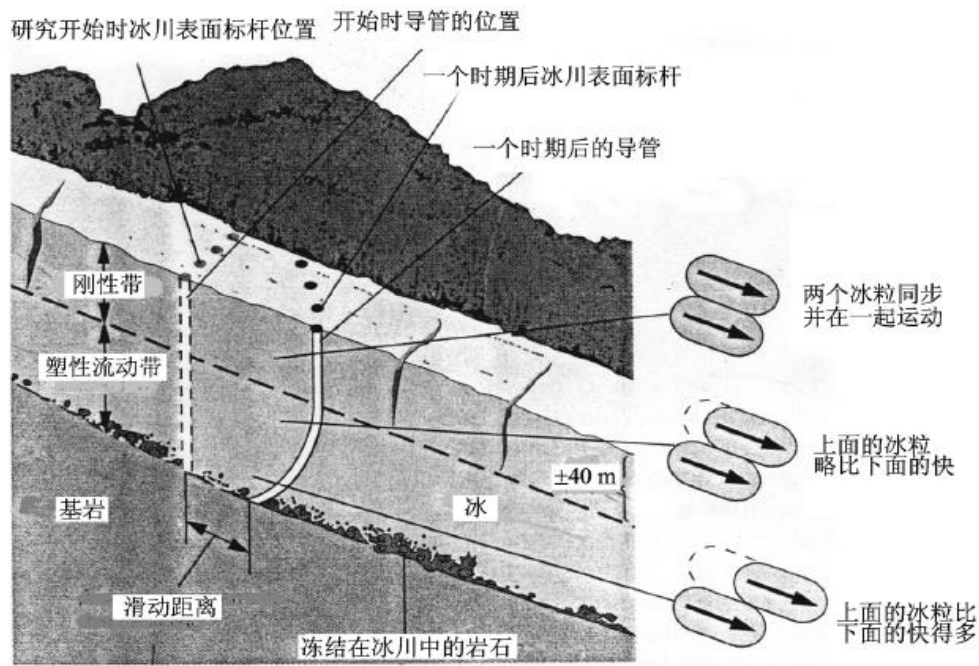 研究开始时冰川表面标杆位置
开始时导管的位置
一个时期后冰川表面标杆
一个时期后的导管
刚性带
塑性流动带
两个冰粒同步
并在一起运动
上面的冰粒
略比下面的快
±40 m
基岩
冰
滑动距离
上面的冰粒比
下面的快得多
冻结在冰川中的岩石